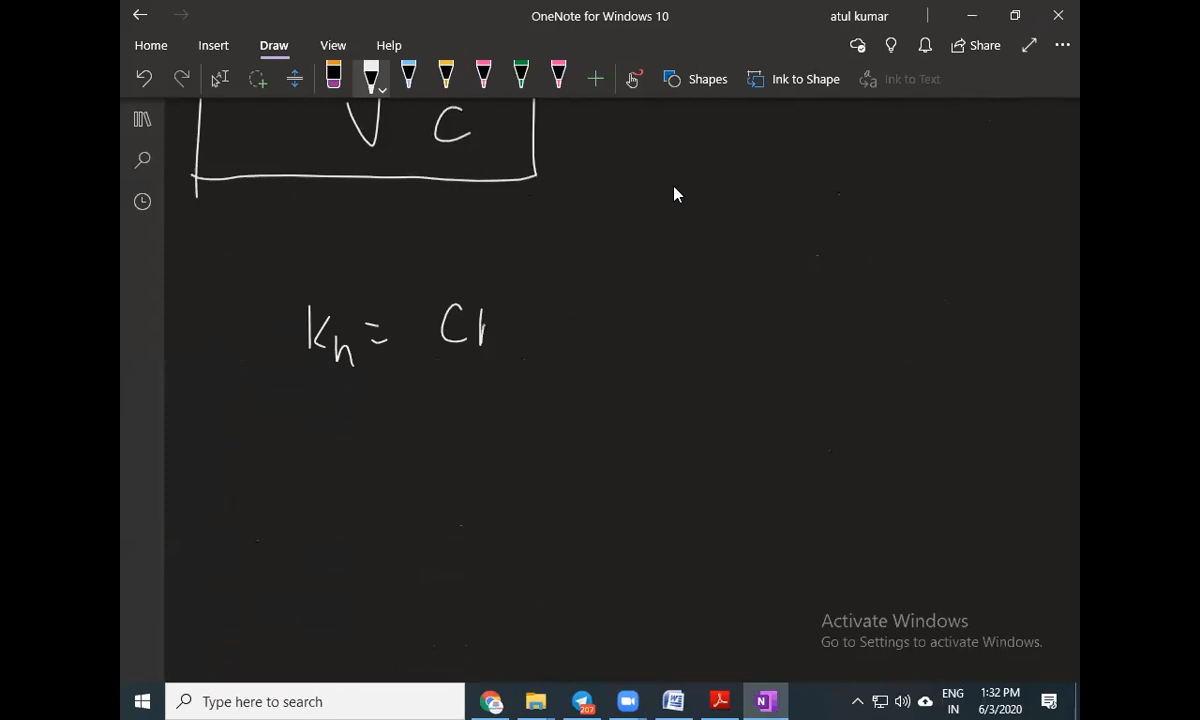 OneNote for Windows 10 atul kumar
Home Insert Draw View Help Share
Shapes Ink to Shape Ink to Text
V C
Kh = Ch
Activate Windows
Go to Settings to activate Windows.
207
Type here to search
ENG
IN
1:32 PM
6/3/2020